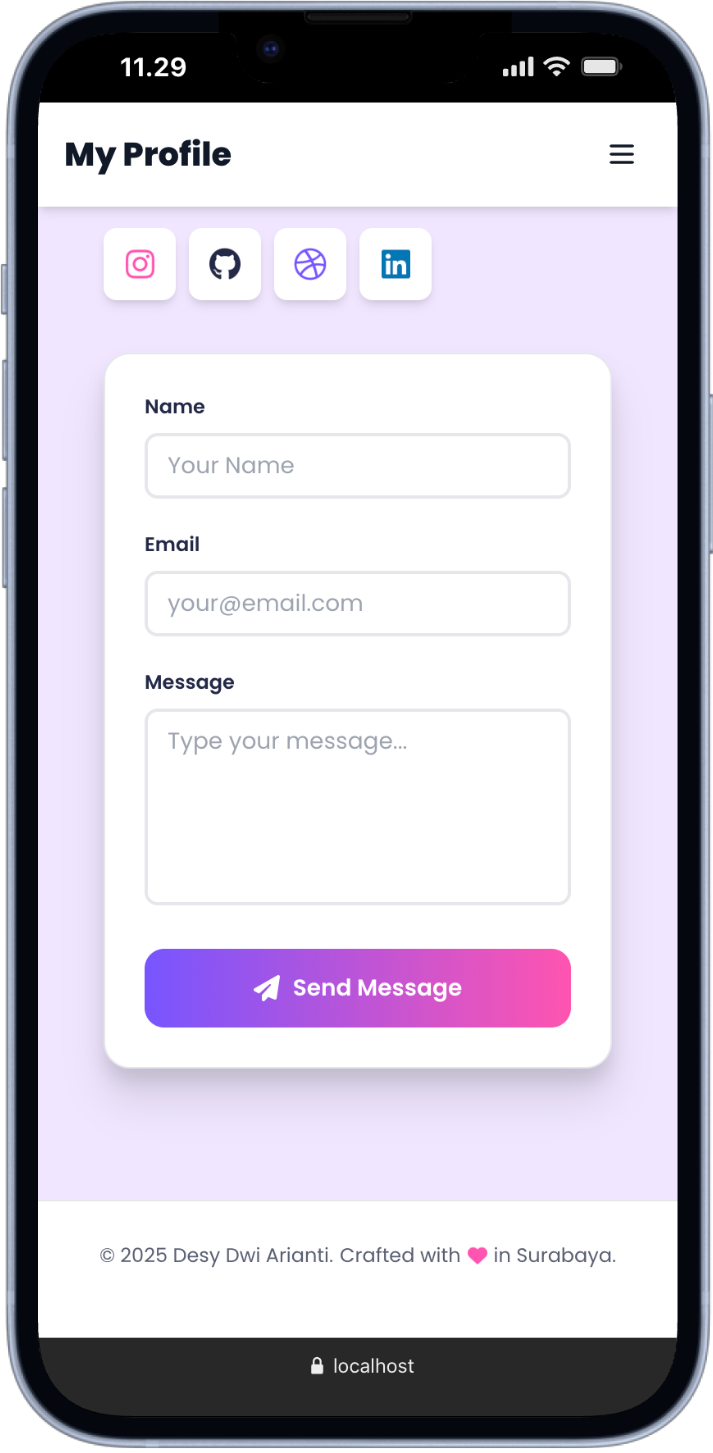 11.29
My Profile
Name
Your Name
Email
your@email.com
Message
Type your message...
Send Message
© 2025 Desy Dwi Arianti. Crafted with ❤ in Surabaya.
localhost